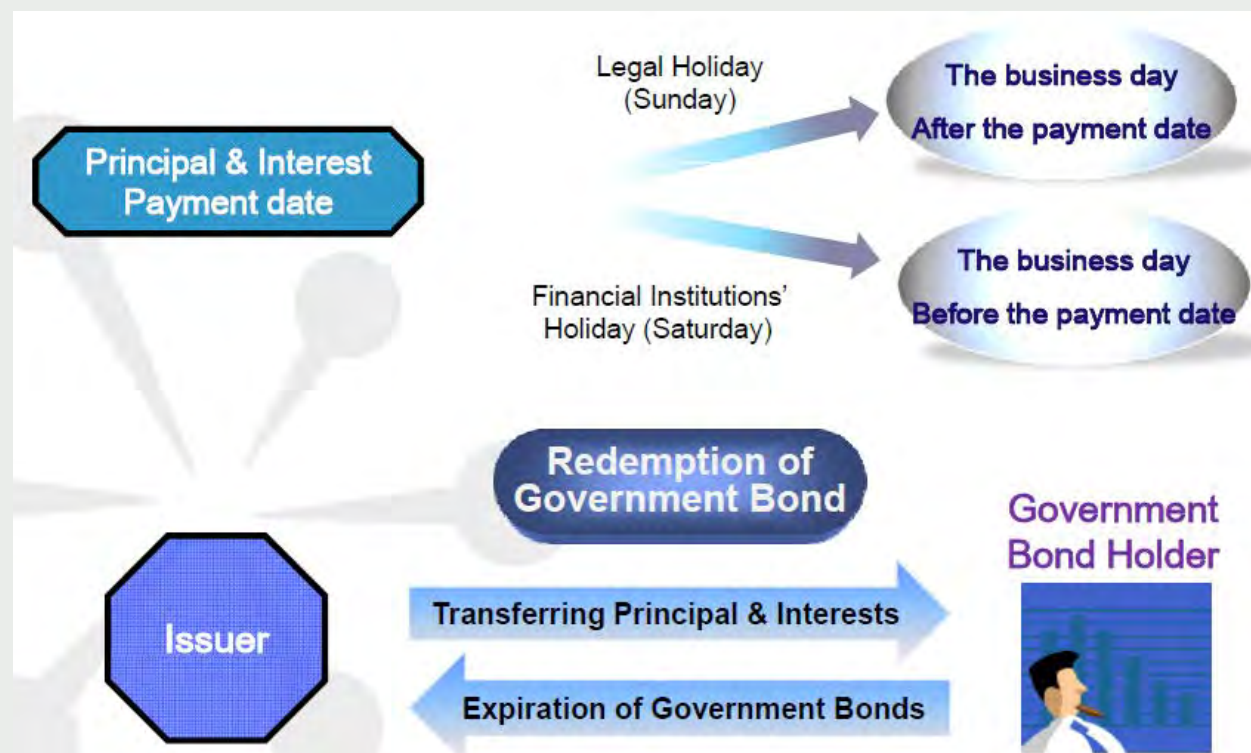 Legal Holiday
(Sunday)
The business day
After the payment date
Principal & Interest
Payment date
Financial Institutions’
Holiday (Saturday)
The business day
Before the payment date
Redemption of
Government Bond
Government
Bond Holder
Issuer
Transferring Principal & Interests
Expiration of Government Bonds